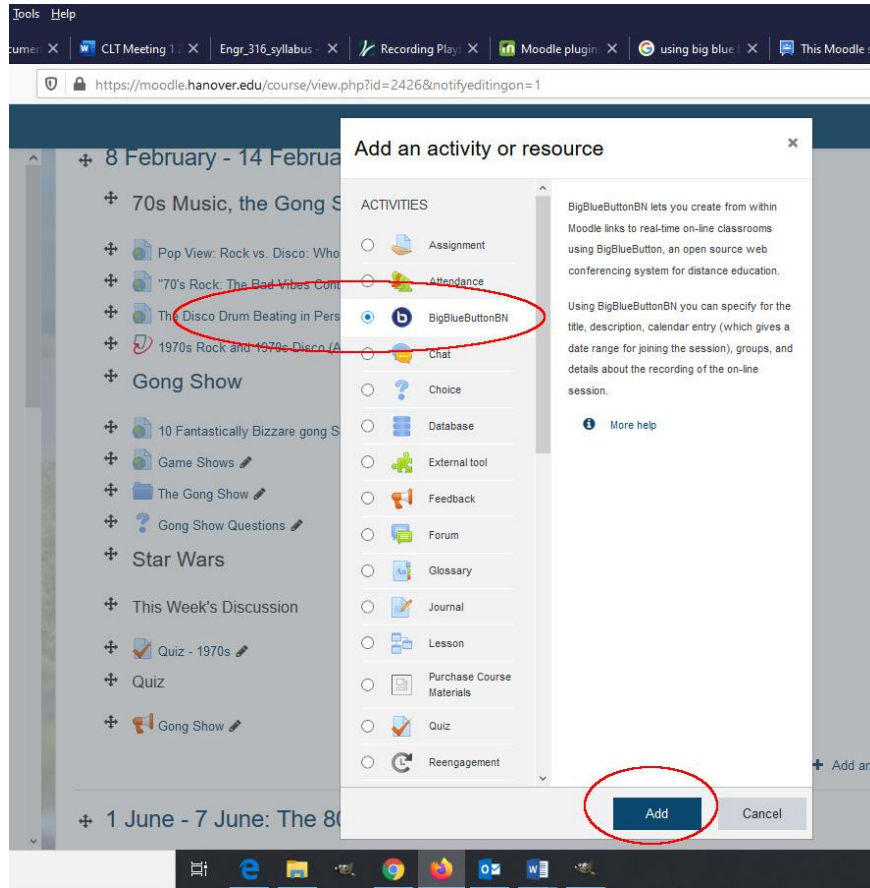 Tools Help
CLT Meeting 1 Engr_316_syllabus - Recording Play Moodle plugin: using big blue This Moodle
https://moodle.hanover.edu/course/view.php?id=2426&notifyeditingon=1
8 February - 14 Februa
70s Music, the Gong S
Pop View: Rock vs. Disco: Who
"70's Rock: The Bad Vibes Cont
The Disco Drum Beating in Pers
1970s Rock and 1970s Disco (A
Gong Show
10 Fantastically Bizzare gong S
Game Shows
The Gong Show
Gong Show Questions
Star Wars
This Week's Discussion
Quiz - 1970s
Quiz
Gong Show
1 June - 7 June: The 80
Add an activity or resource
ACTIVITIES
Assignment
Attendance
BigBlueButtonBN
Chat
Choice
Database
External tool
Feedback
Forum
Glossary
Journal
Lesson
Purchase Course
Materials
Quiz
Reengagement
BigBlueButtonBN lets you create from within
Moodle links to real-time on-line classrooms
using BigBlueButton, an open source web
conferencing system for distance education.
Using BigBlueButtonBN you can specify for the
title, description, calendar entry (which gives a
date range for joining the session), groups, and
details about the recording of the on-line
session.
More help
Add an
Add Cancel